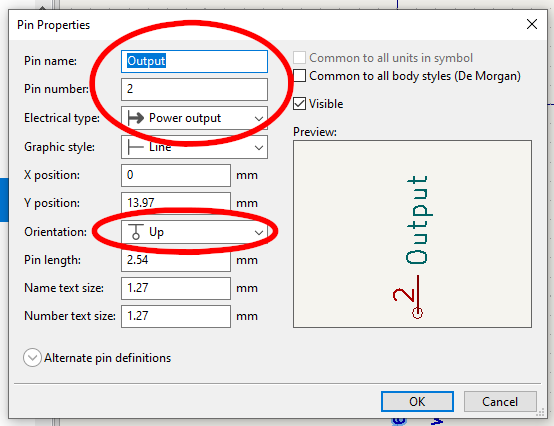 Pin Properties
Pin name: Output
Pin number: 2
Electrical type: Power output
Graphic style: Line
X position: 0 mm
Y position: 13.97 mm
Orientation: Up
Pin length: 2.54 mm
Name text size: 1.27 mm
Number text size: 1.27 mm
Alternate pin definitions
Common to all units in symbol
Common to all body styles (De Morgan)
Visible
Preview:
2 Output
OK
Cancel